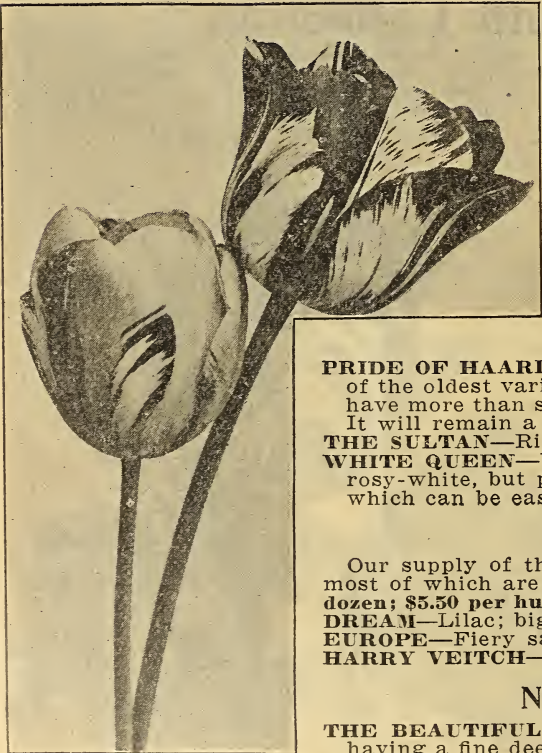 PRIDE OF HAARL
of the oldest vari
have more than s
It will remain a
THE SULTAN—Ri
WHITE QUEEN—
rosy-white, but p
which can be eas
Our supply of th
most of which are
dozen; $5.50 per hu
DREAM—Lilac; big
EUROPE—Fiery sa
HARRY VEITCH—
N
THE BEAUTIFUL
having a fine dee